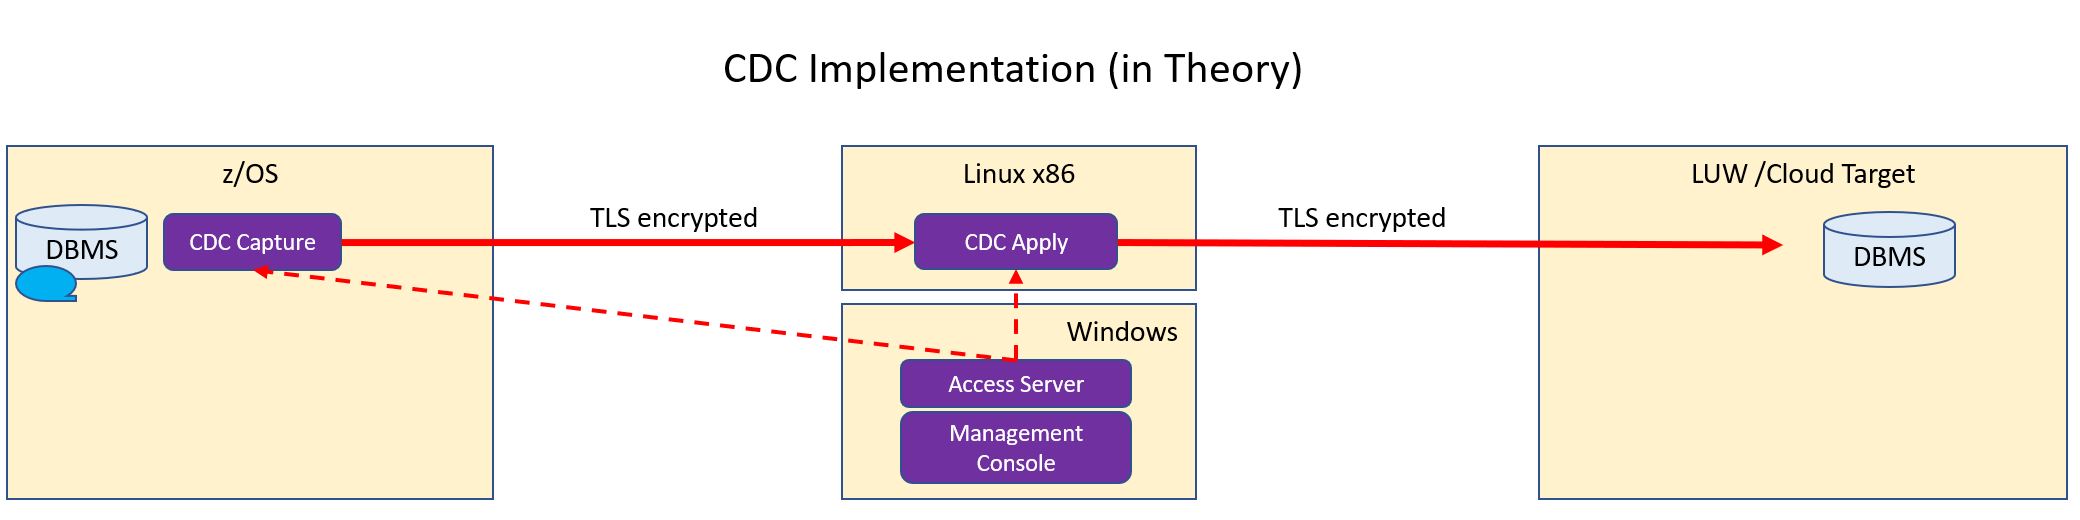 CDC Implementation (in Theory)
z/OS
DBMS
CDC Capture
TLS encrypted
Linux x86
CDC Apply
TLS encrypted
LUW /Cloud Target
DBMS
Windows
Access Server
Management
Console